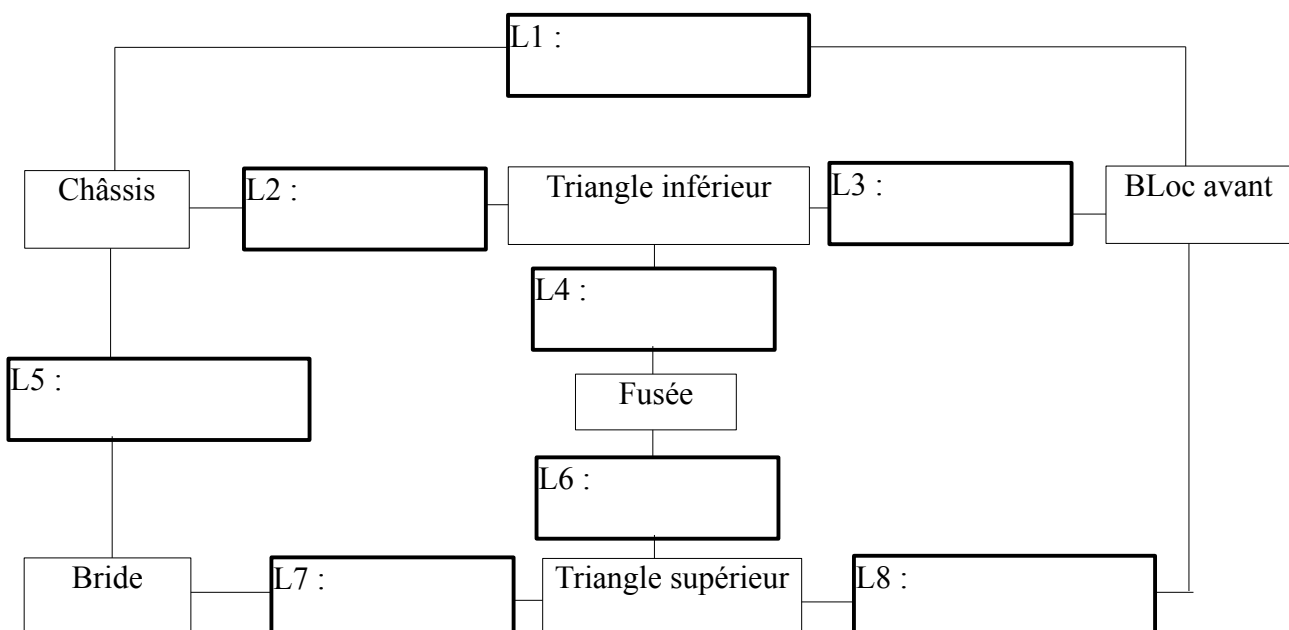 L1 :
Châssis
L2 :
Triangle inférieur
L3 :
BLoc avant
L4 :
L5 :
Fusée
L6 :
Bride
L7 :
Triangle supérieur
L8 :